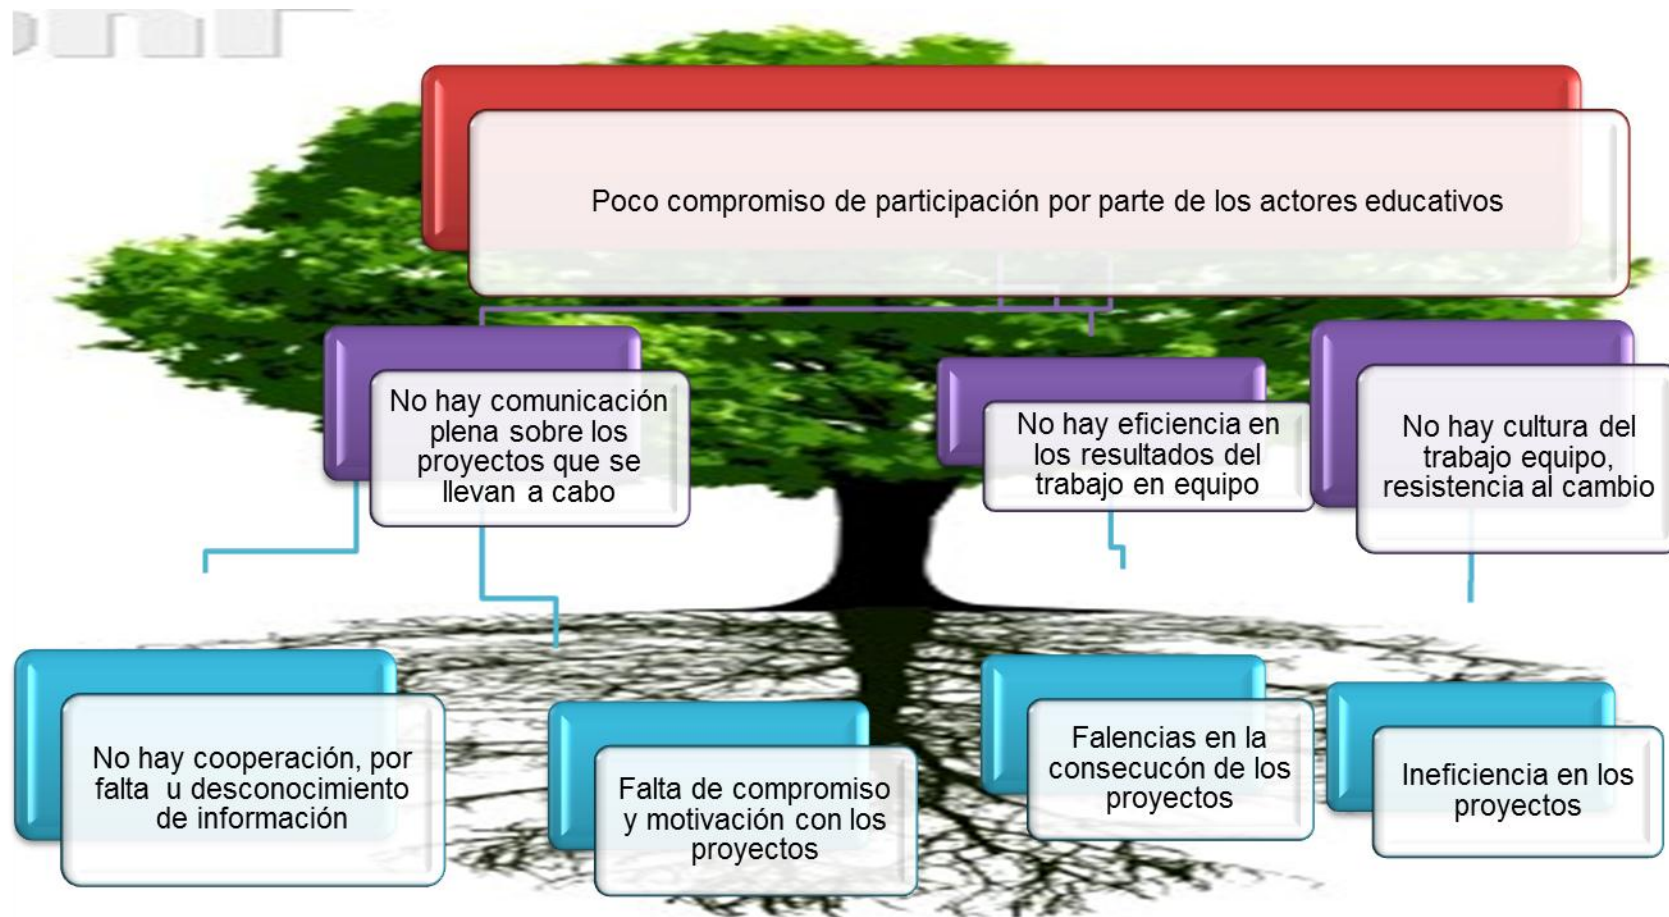 Poco compromiso de participación por parte de los actores educativos
No hay comunicación
plena sobre los
proyectos que se
llevan a cabo
No hay eficiencia en
los resultados del
trabajo en equipo
No hay cultura del
trabajo equipo,
resistencia al cambio
No hay cooperación, por
falta u desconocimiento
de información
Falta de compromiso
y motivación con los
proyectos
Falencias en la
consecucón de los
proyectos
Ineficiencia en los
proyectos